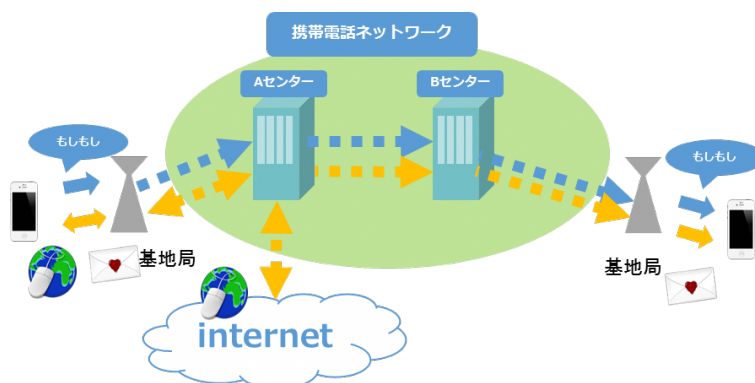 携帯電話ネットワーク
Aセンター
Bセンター
もしもし
もしもし
基地局
基地局
internet